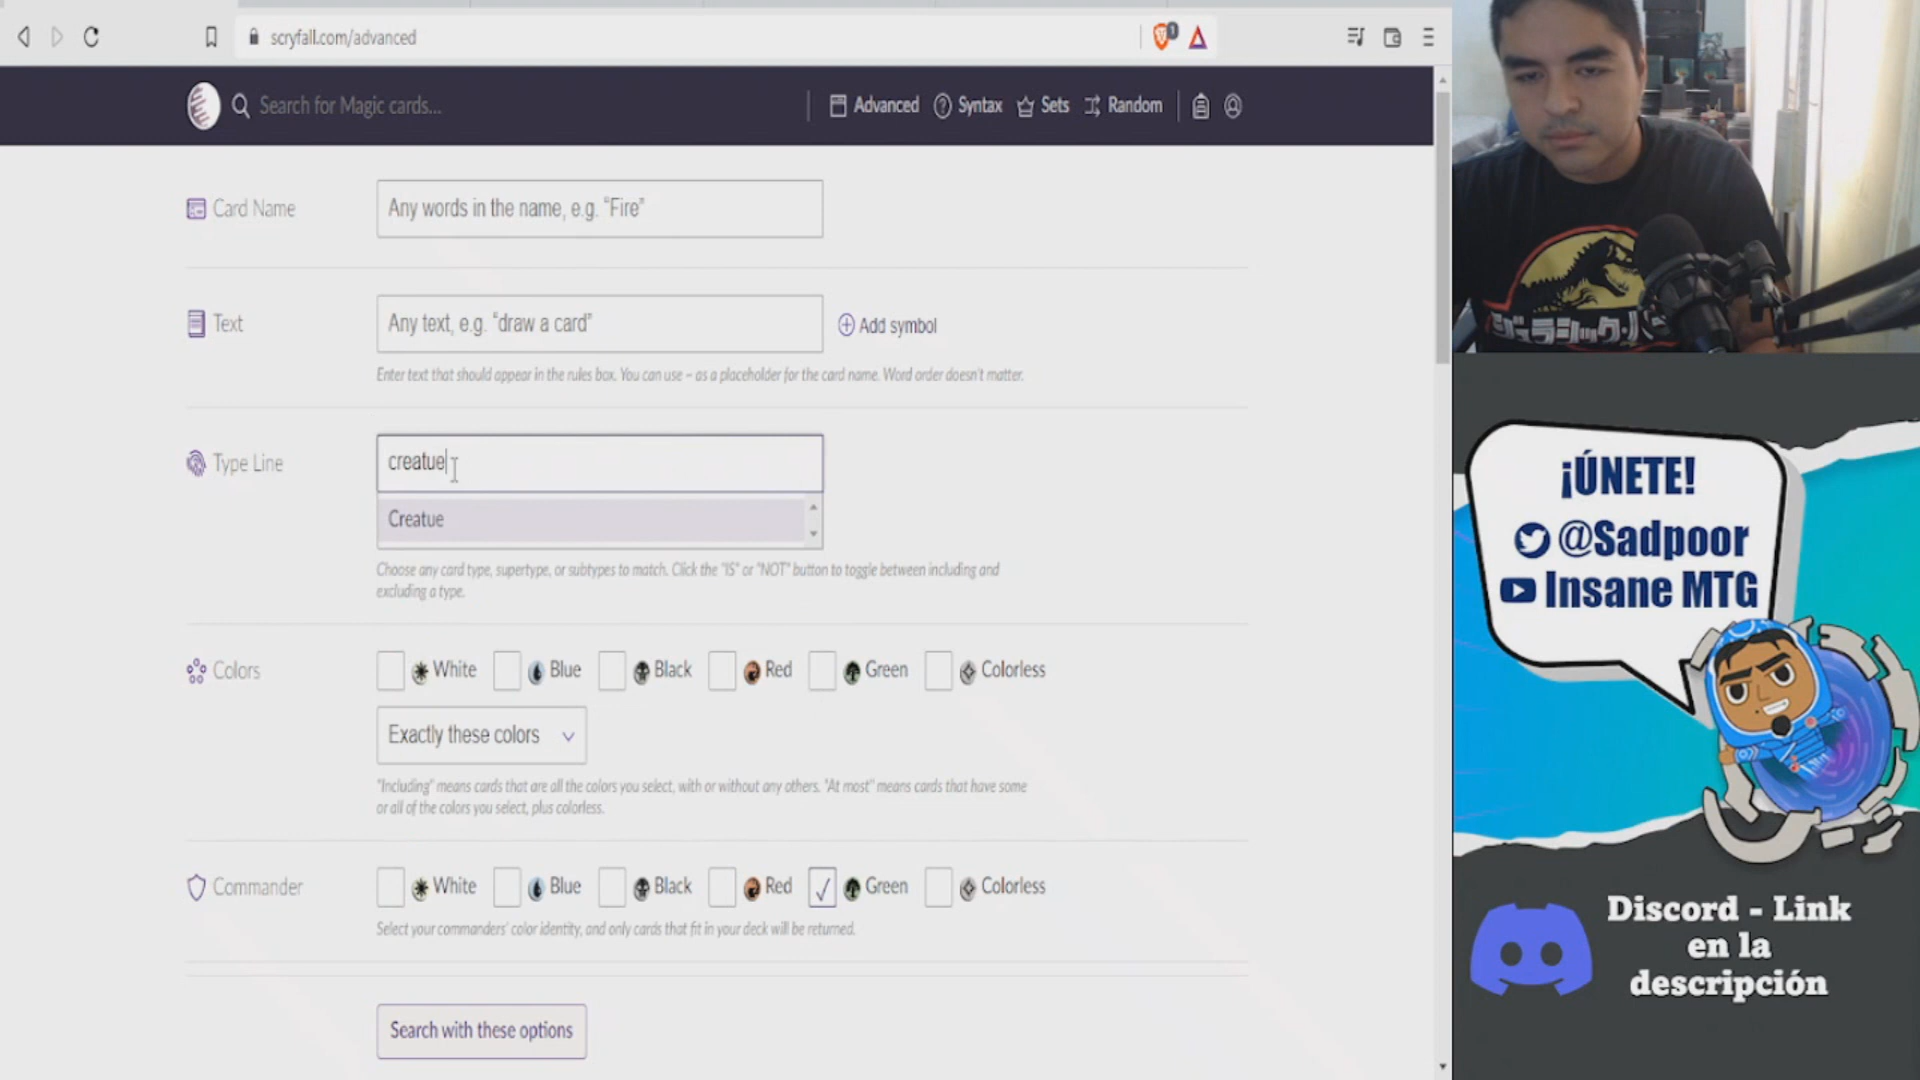 scryfall.com/advanced
1
Search for Magic cards...
Advanced
Syntax
Sets
Random
Card Name
Any words in the name, e.g. “Fire”
Text
Any text, e.g. “draw a card”
Add symbol
Enter text that should appear in the rules box. You can use ~ as a placeholder for the card name. Word order doesn't matter.
Type Line
creatue
Creatue
Choose any card type, supertype, or subtypes to match. Click the "IS" or "NOT" button to toggle between including and
excluding a type.
Colors
White
Blue
Black
Red
Green
Colorless
Exactly these colors
"Including" means cards that are all the colors you select, with or without any others. "At most" means cards that have some
or all of the colors you select, plus colorless.
Commander
White
Blue
Black
Red
Green
Colorless
Select your commanders' color identity, and only cards that fit in your deck will be returned.
Search with these options
¡ÚNETE!
@Sadpoor
Insane MTG
Discord - Link
en la
descripción